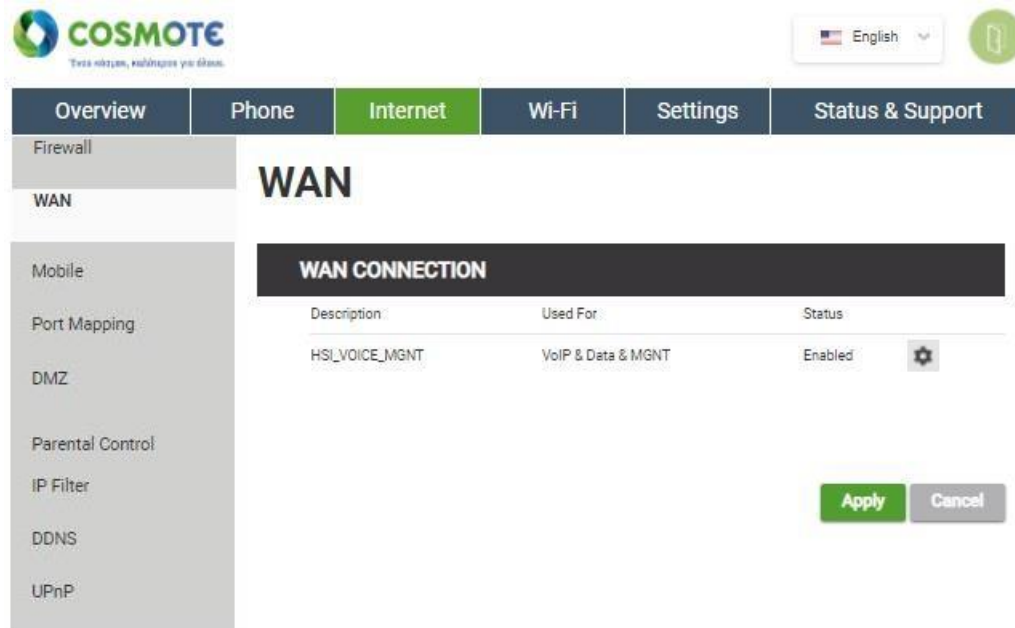 COSMOTE
English
Overview Phone Internet Wi-Fi Settings Status & Support
Firewall
WAN
Mobile
Port Mapping
DMZ
Parental Control
IP Filter
DDNS
UPnP
WAN
WAN CONNECTION
Description Used For Status
HSI_VOICE_MGNT VoIP & Data & MGNT Enabled
Apply Cancel